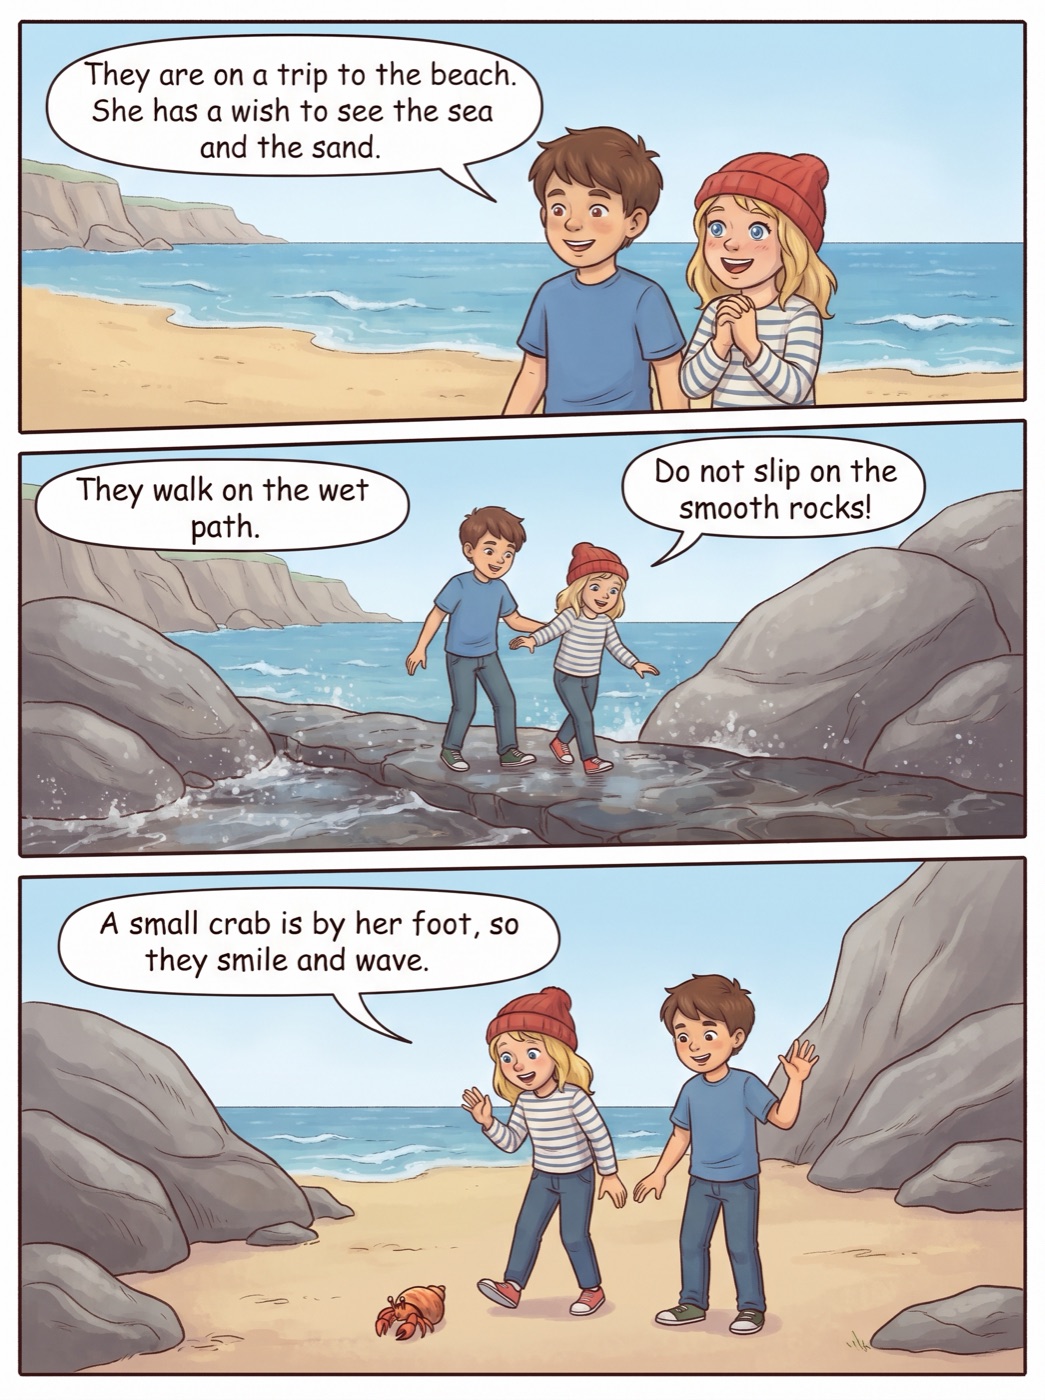 They are on a trip to the beach.
She has a wish to see the sea
and the sand.
They walk on the wet
path.
Do not slip on the
smooth rocks!
A small crab is by her foot, so
they smile and wave.